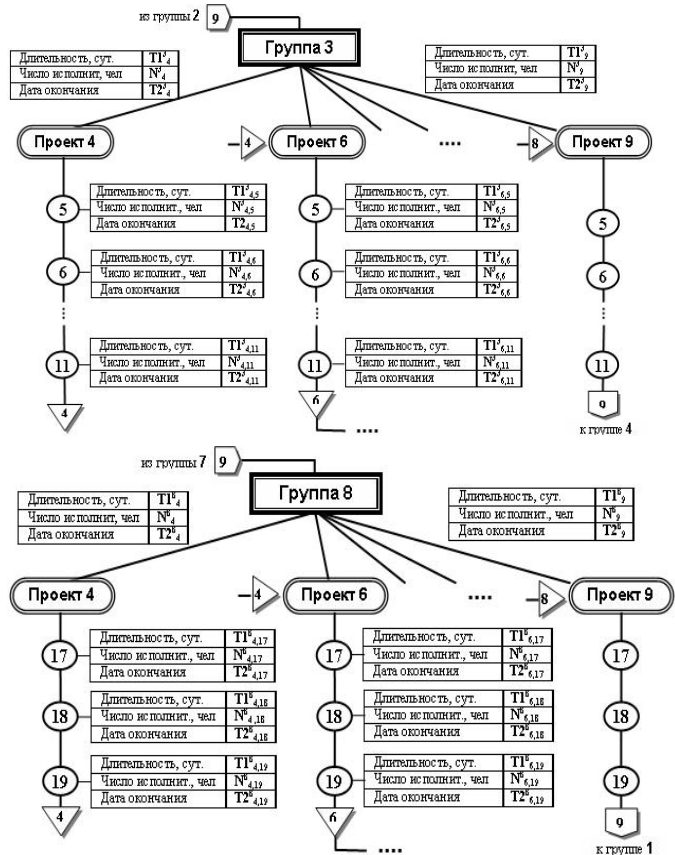 из группы 2 9
Группа 3
Длительность, сут. T1³₄
Число исполнит, чел N³₄
Дата окончания T2³₄
Длительность, сут. T1³₉
Число исполнит, чел N³₉
Дата окончания T2³₉
Проект 4
4
Проект 6
....
8
Проект 9
5
Длительность, сут. T1³₄,₅
Число исполнит., чел N³₄,₅
Дата окончания T2₄,₅
5
Длительность, сут. T1³₆,₅
Число исполнит., чел N³₆,₅
Дата окончания T2³₆,₅
5
6
Длительность, сут. T1³₄,₆
Число исполнит., чел N³₄,₆
Дата окончания T2³₄,₆
6
Длительность, сут. T1³₆,₆
Число исполнит., чел N³₆,₆
Дата окончания T2³₆,₆
6
11
Длительность, сут. T1³₄,₁₁
Число исполнит., чел N³₄,₁₁
Дата окончания T2³₄,₁₁
11
Длительность, сут. T1³₆,₁₁
Число исполнит., чел N³₆,₁₁
Дата окончания T2³₆,₁₁
11
4
6
....
9
к группе 4
из группы 7 9
Группа 8
Длительность, сут. T1⁸₄
Число исполнит, чел N⁸₄
Дата окончания T2⁸₄
Длительность, сут. T1⁸₉
Число исполнит, чел N⁸₉
Дата окончания T2⁸₉
Проект 4
4
Проект 6
....
8
Проект 9
17
Длительность, сут. T1⁸₄,₁₇
Число исполнит., чел N⁸₄,₁₇
Дата окончания T2⁸₄,₁₇
17
Длительность, сут. T1⁸₆,₁₇
Число исполнит., чел N⁸₆,₁₇
Дата окончания T2⁸₆,₁₇
17
18
Длительность, сут. T1⁸₄,₁₈
Число исполнит., чел N⁸₄,₁₈
Дата окончания T2⁸₄,₁₈
18
Длительность, сут. T1⁸₆,₁₈
Число исполнит., чел N⁸₆,₁₈
Дата окончания T2⁸₆,₁₈
18
19
Длительность, сут. T1⁸₄,₁₉
Число исполнит., чел N⁸₄,₁₉
Дата окончания T2⁸₄,₁₉
19
Длительность, сут. T1⁸₆,₁₉
Число исполнит., чел N⁸₆,₁₉
Дата окончания T2⁸₆,₁₉
19
4
6
....
9
к группе 1